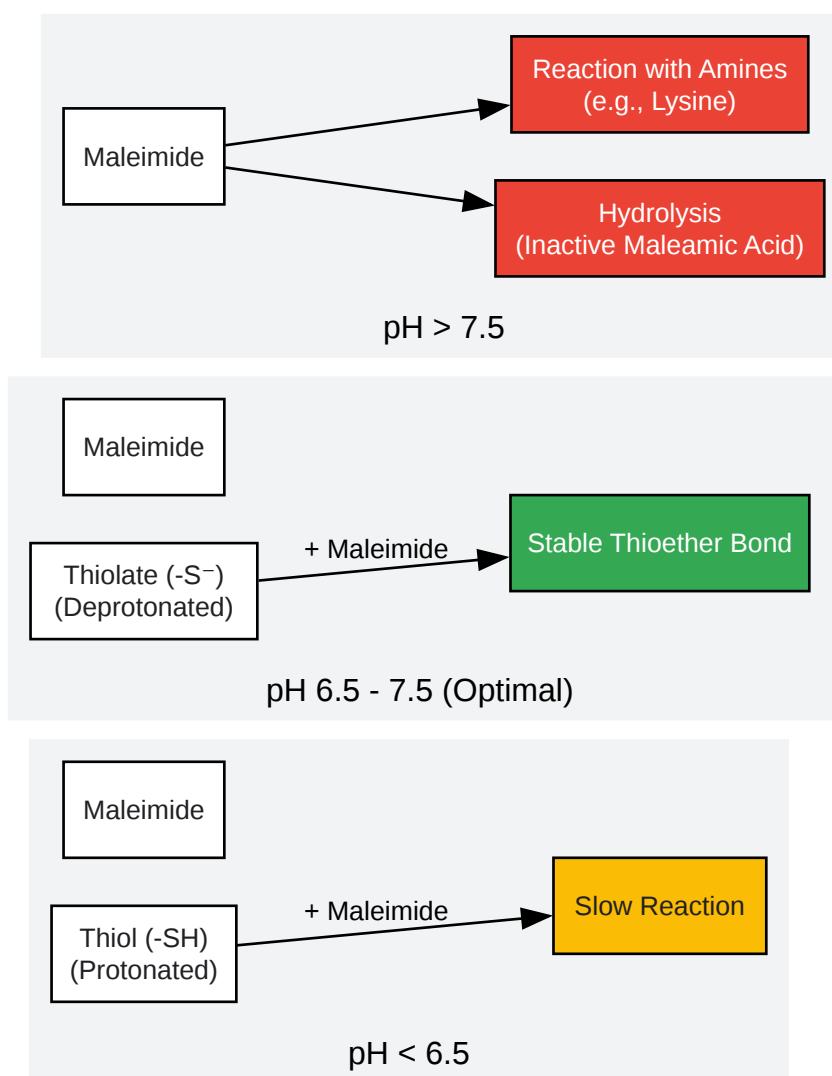 Reaction with Amines
(e.g., Lysine)
Maleimide
Hydrolysis
(Inactive Maleamic Acid)
pH > 7.5
Maleimide
+ Maleimide
Stable Thioether Bond
Thiolate (-S⁻)
(Deprotonated)
pH 6.5 - 7.5 (Optimal)
Maleimide
+ Maleimide
Slow Reaction
Thiol (-SH)
(Protonated)
pH < 6.5